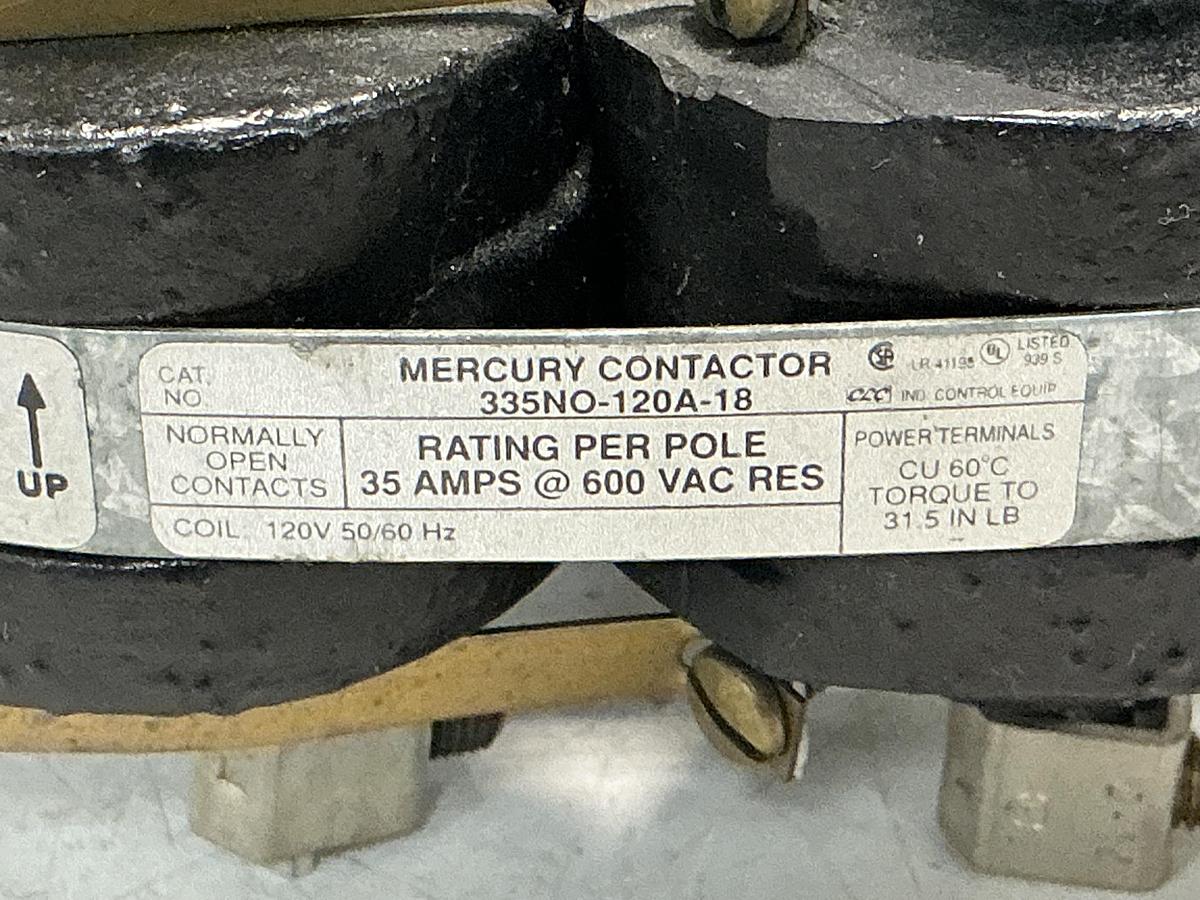 UP
CAT.
NO
MERCURY CONTACTOR
335NO-120A-18
LR 41198
UL
LISTED
939 S
IND. CONTROL EQUIP
NORMALLY
OPEN
CONTACTS
RATING PER POLE
35 AMPS @ 600 VAC RES
POWER TERMINALS
CU 60°C
TORQUE TO
31.5 IN LB
COIL 120V 50/60 Hz